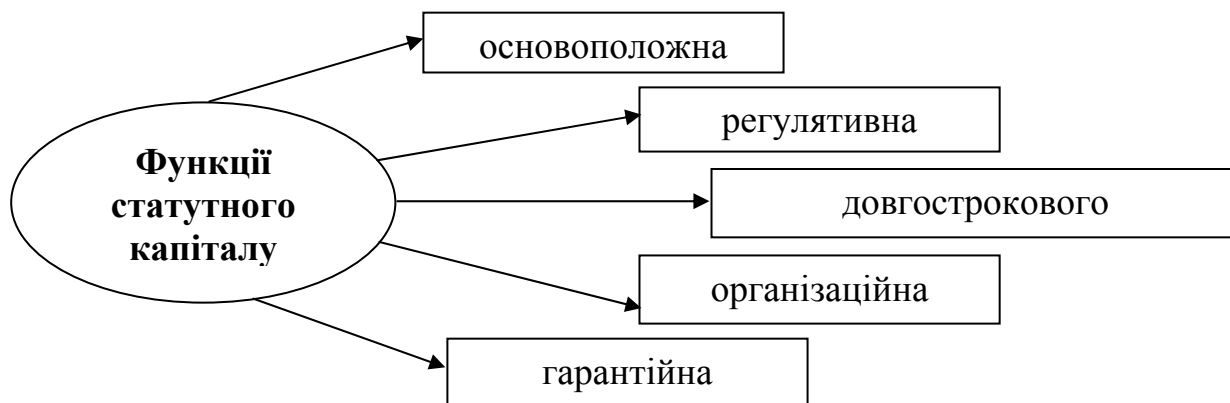 основоположна
регулятивна
Функції
статутного
капіталу
довгострокового
організаційна
гарантійна